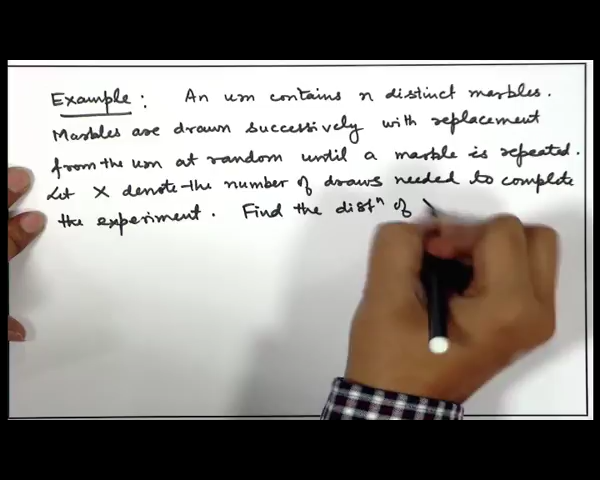 Example : An urn contains n distinct marbles.
Marbles are drawn successively with replacement
from the urn at random until a marble is repeated.
Let X denote the number of draws needed to complete
the experiment. Find the distⁿ of